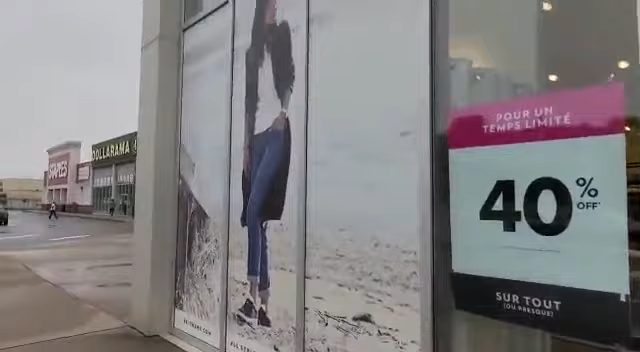 STAPLES
DOLLARAMA
POUR UN
TEMPS LIMITÉ
40%
OFF*
SUR TOUT
(OU PRESQUE)